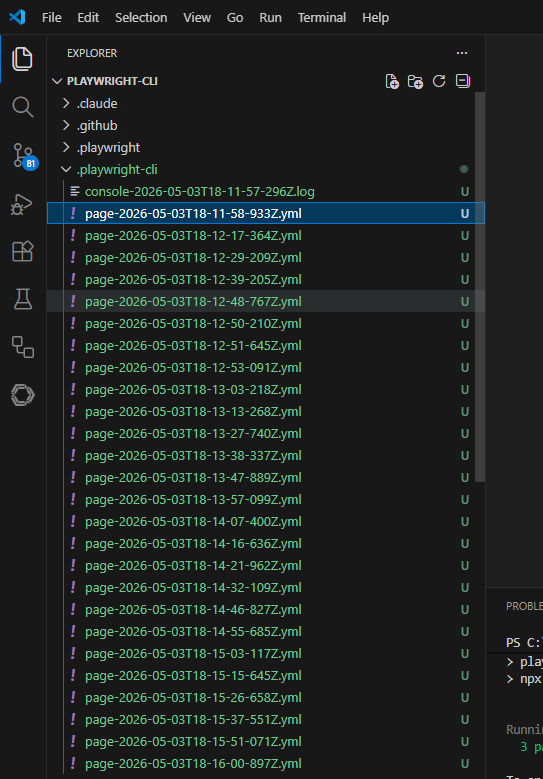 File Edit Selection View Go Run Terminal Help
EXPLORER
PLAYWRIGHT-CLI
.claude
.github
.playwright
81
.playwright-cli
console-2026-05-03T18-11-57-296Z.log U
! page-2026-05-03T18-11-58-933Z.yml U
! page-2026-05-03T18-12-17-364Z.yml U
! page-2026-05-03T18-12-29-209Z.yml U
! page-2026-05-03T18-12-39-205Z.yml U
! page-2026-05-03T18-12-48-767Z.yml U
! page-2026-05-03T18-12-50-210Z.yml U
! page-2026-05-03T18-12-51-645Z.yml U
! page-2026-05-03T18-12-53-091Z.yml U
! page-2026-05-03T18-13-03-218Z.yml U
! page-2026-05-03T18-13-13-268Z.yml U
! page-2026-05-03T18-13-27-740Z.yml U
! page-2026-05-03T18-13-38-337Z.yml U
! page-2026-05-03T18-13-47-889Z.yml U
! page-2026-05-03T18-13-57-099Z.yml U
! page-2026-05-03T18-14-07-400Z.yml U
! page-2026-05-03T18-14-16-636Z.yml U
! page-2026-05-03T18-14-21-962Z.yml U
! page-2026-05-03T18-14-32-109Z.yml U
! page-2026-05-03T18-14-46-827Z.yml U
! page-2026-05-03T18-14-55-685Z.yml U
! page-2026-05-03T18-15-03-117Z.yml U
! page-2026-05-03T18-15-15-645Z.yml U
! page-2026-05-03T18-15-26-658Z.yml U
! page-2026-05-03T18-15-37-551Z.yml U
! page-2026-05-03T18-15-51-071Z.yml U
! page-2026-05-03T18-16-00-897Z.yml U
PROBLE
PS C:\
> play
> npx
Runnin
3 pa